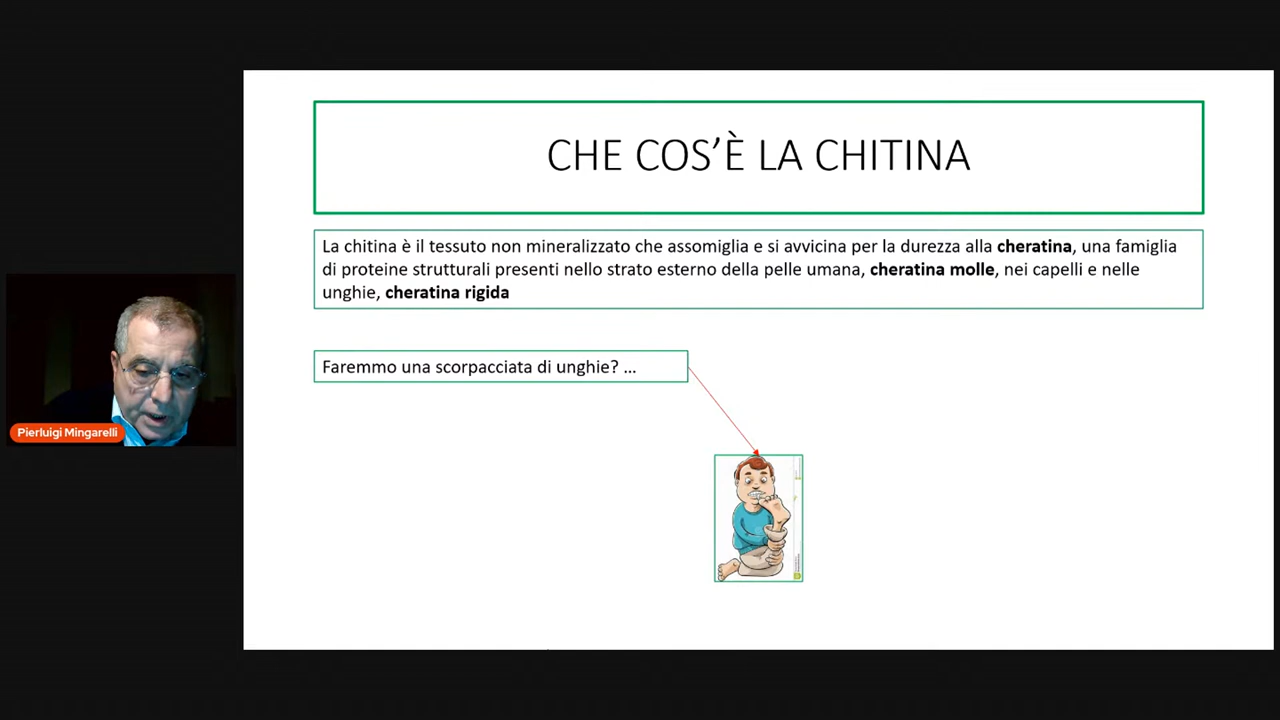 CHE COS'È LA CHITINA
La chitina è il tessuto non mineralizzato che assomiglia e si avvicina per la durezza alla cheratina, una famiglia
di proteine strutturali presenti nello strato esterno della pelle umana, cheratina molle, nei capelli e nelle
unghie, cheratina rigida
Faremmo una scorpacciata di unghie? ...
Pierluigi Mingarelli